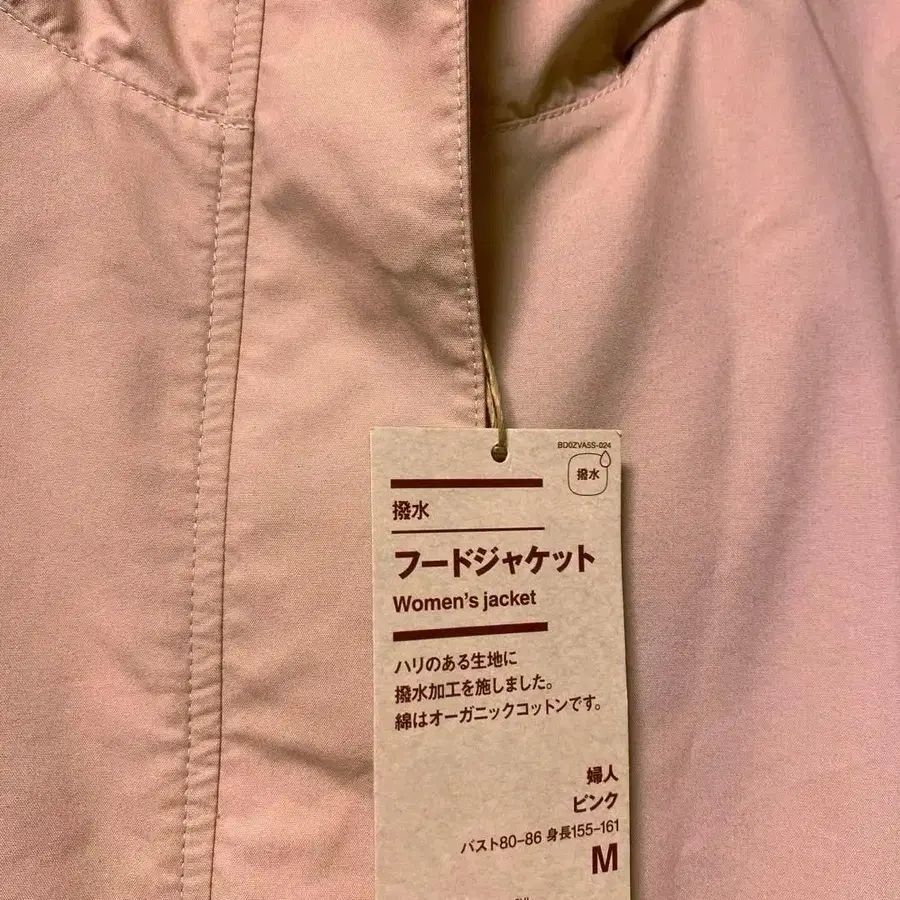 BD0ZVA5S-024
撥水
撥水
フードジャケット
Women's jacket
ハリのある生地に
撥水加工を施しました。
綿はオーガニックコットンです。
婦人
ピンク
バスト80-86 身長155-161
M